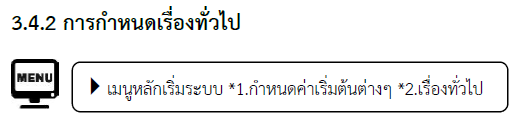 3.4.2 การกำหนดเรื่องทั่วไป
MENU
เมนูหลักเริ่มระบบ *1.กำหนดค่าเริ่มต้นต่างๆ *2.เรื่องทั่วไป